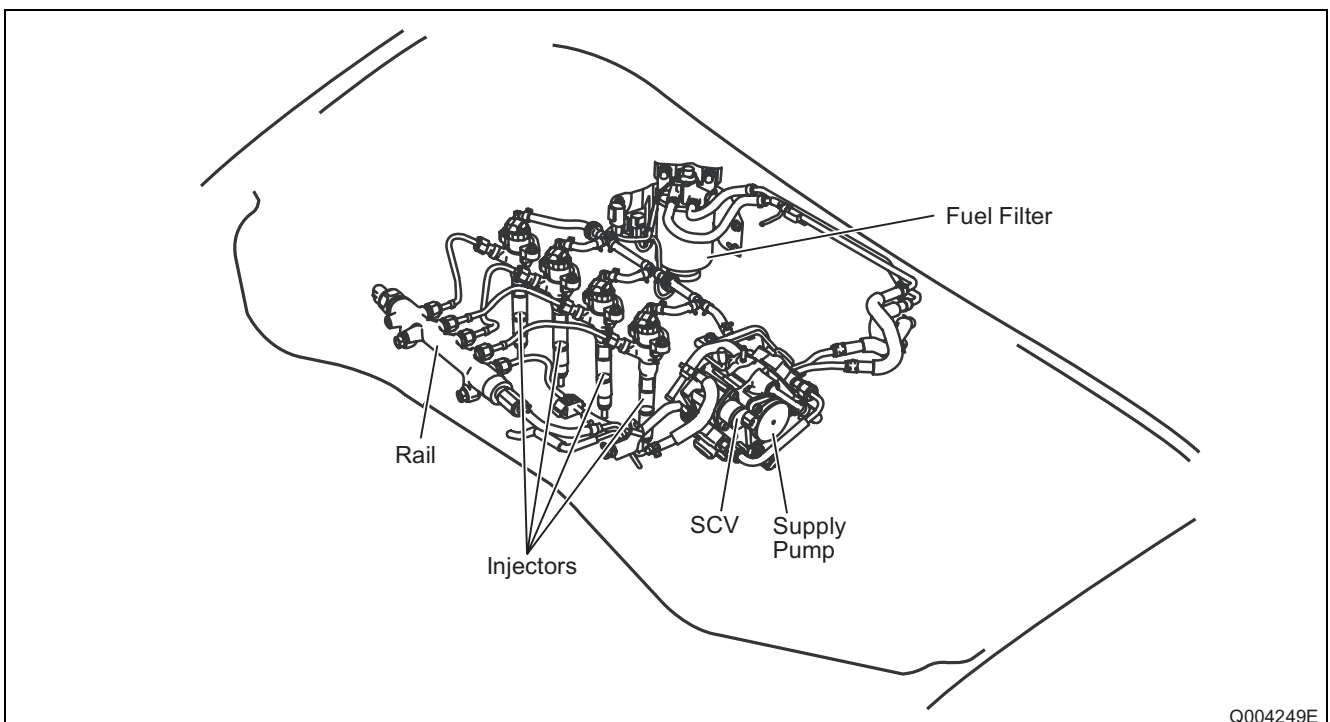 Fuel Filter
Rail
SCV
Supply
Pump
Injectors
Q004249E